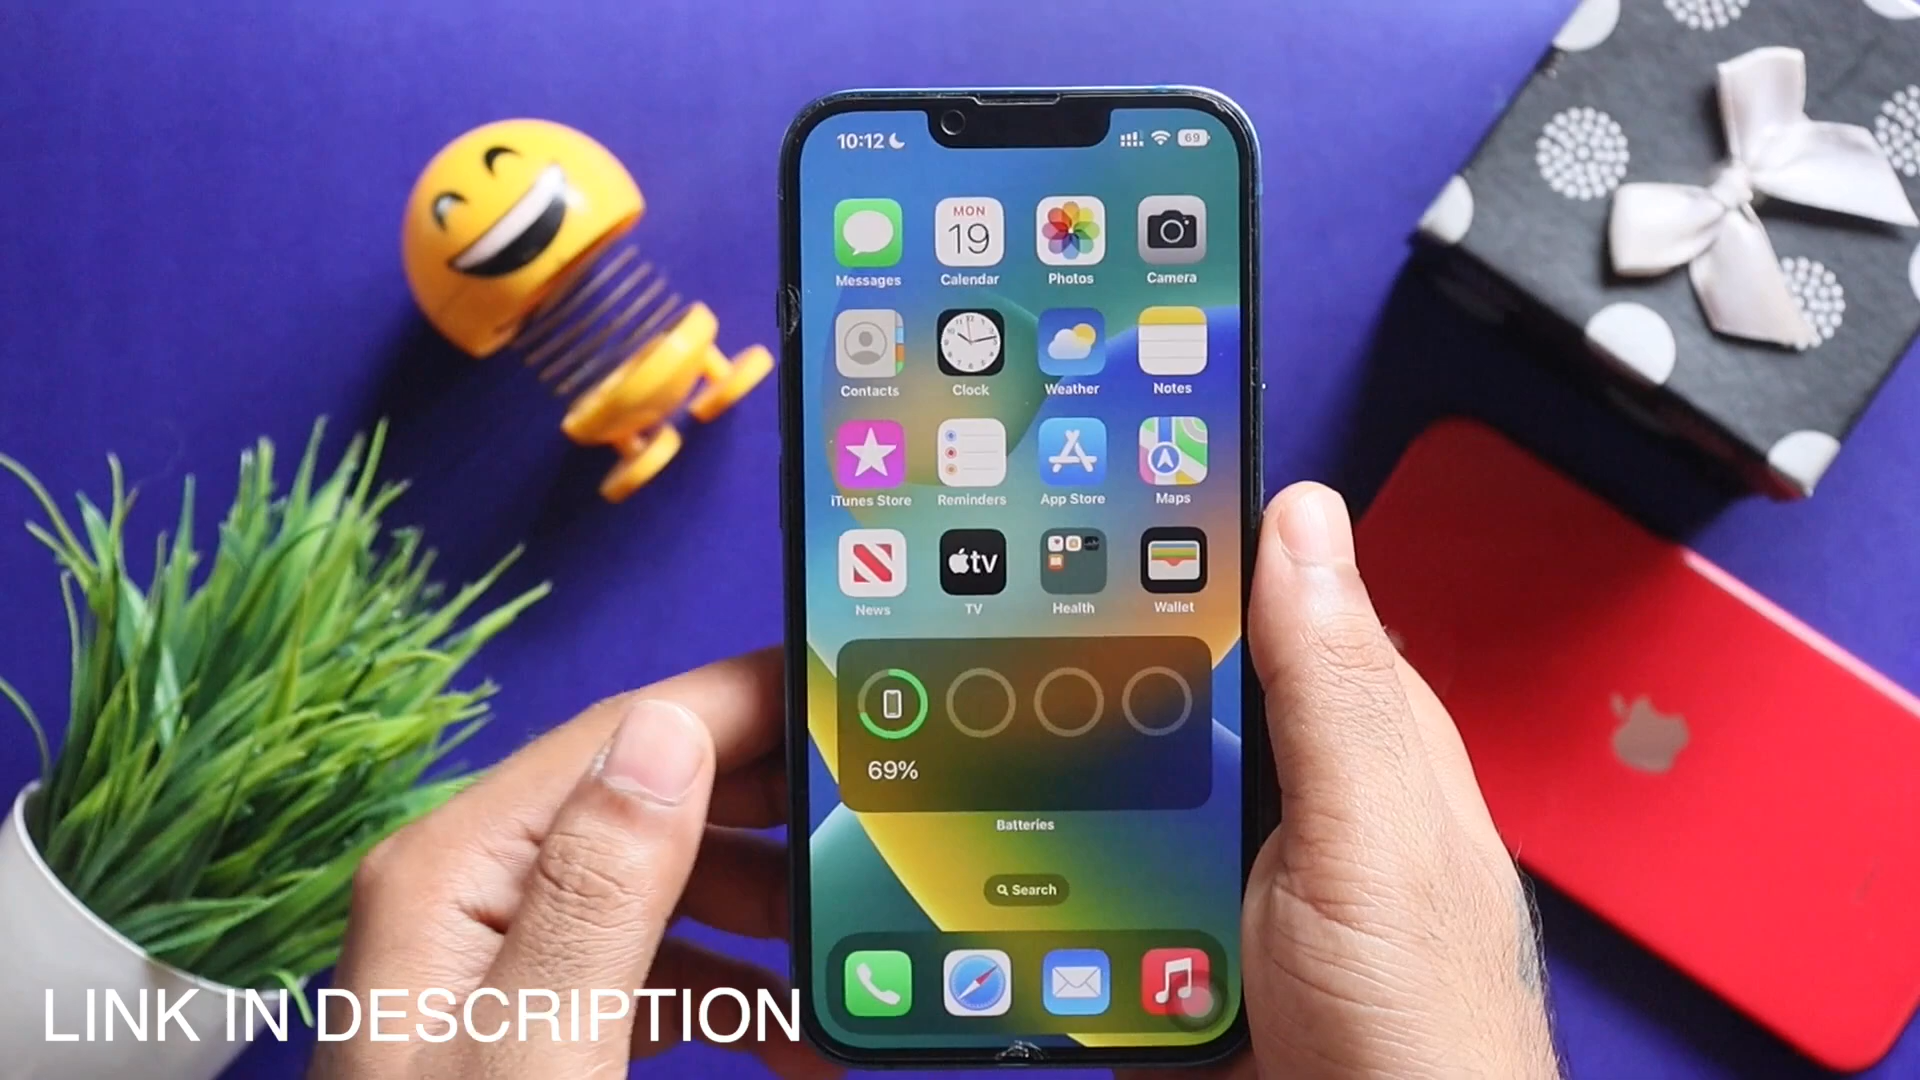 10:12
69
Messages
MON
19
Calendar
Photos
Camera
Contacts
Clock
Weather
Notes
iTunes Store
Reminders
App Store
Maps
News
tv
TV
Health
Wallet
69%
Batteries
Search
LINK IN DESCRIPTION